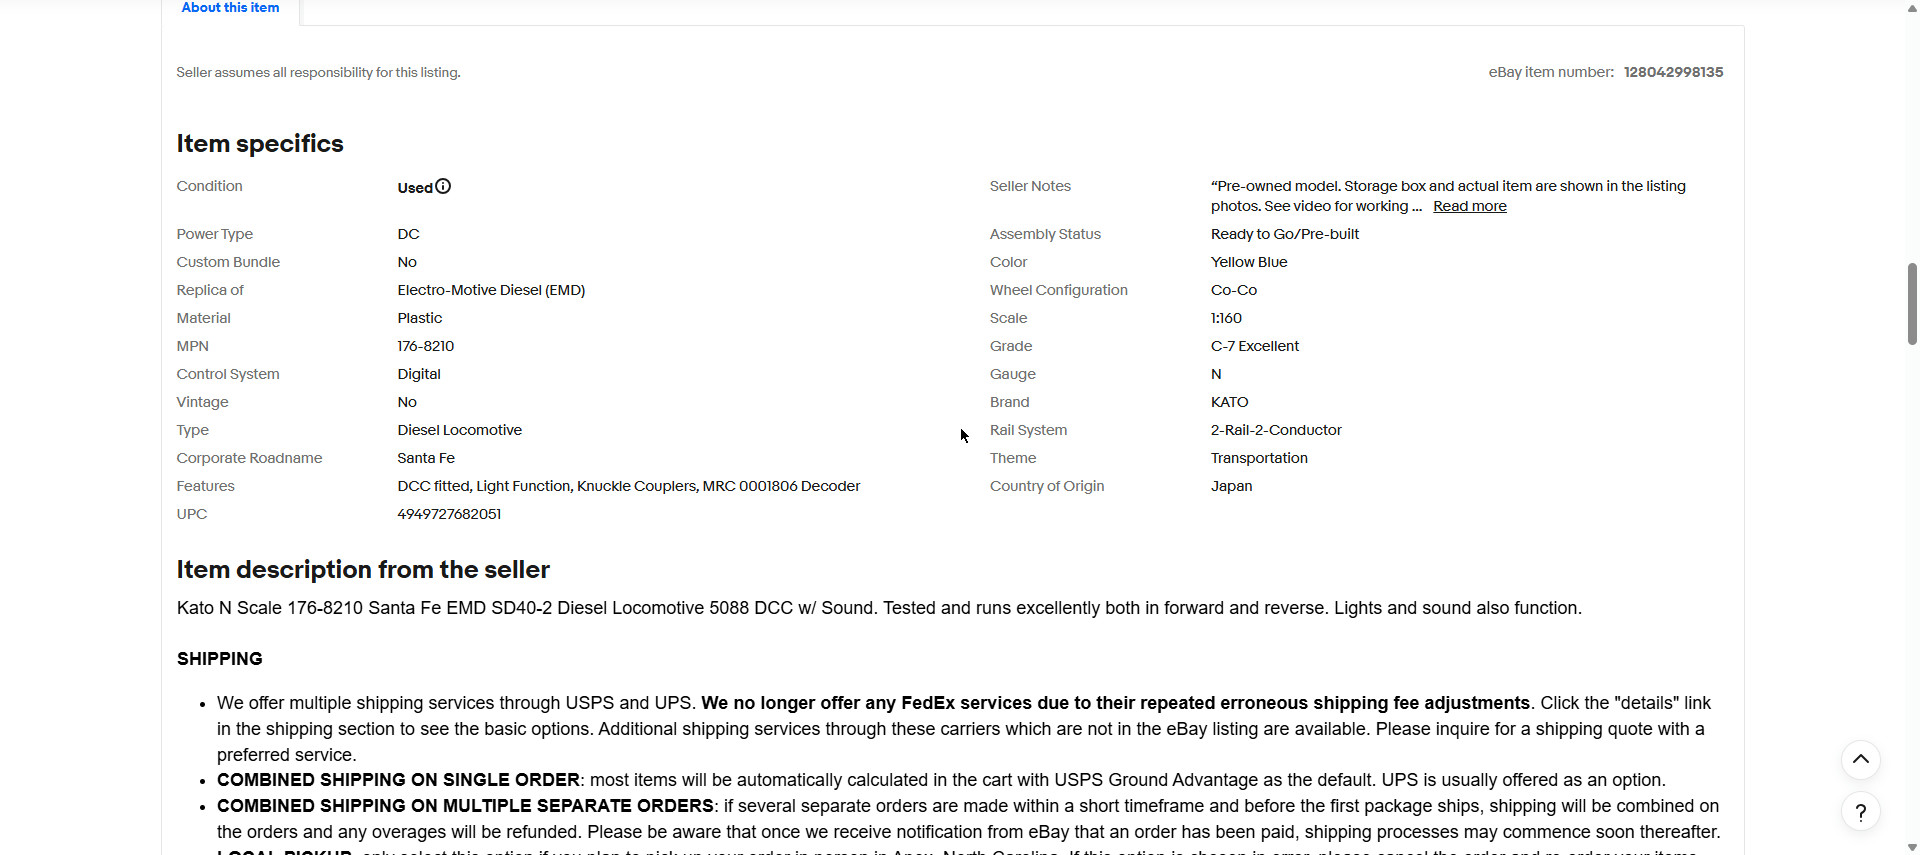 About this item
Seller assumes all responsibility for this listing.
eBay item number: 128042998135
Item specifics
Condition
Used
Seller Notes
“Pre-owned model. Storage box and actual item are shown in the listing
photos. See video for working ... Read more
Power Type
DC
Assembly Status
Ready to Go/Pre-built
Custom Bundle
No
Color
Yellow Blue
Replica of
Electro-Motive Diesel (EMD)
Wheel Configuration
Co-Co
Material
Plastic
Scale
1:160
MPN
176-8210
Grade
C-7 Excellent
Control System
Digital
Gauge
N
Vintage
No
Brand
KATO
Type
Diesel Locomotive
Rail System
2-Rail-2-Conductor
Corporate Roadname
Santa Fe
Theme
Transportation
Features
DCC fitted, Light Function, Knuckle Couplers, MRC 0001806 Decoder
Country of Origin
Japan
UPC
4949727682051
Item description from the seller
Kato N Scale 176-8210 Santa Fe EMD SD40-2 Diesel Locomotive 5088 DCC w/ Sound. Tested and runs excellently both in forward and reverse. Lights and sound also function.
SHIPPING
• We offer multiple shipping services through USPS and UPS. We no longer offer any FedEx services due to their repeated erroneous shipping fee adjustments. Click the "details" link
in the shipping section to see the basic options. Additional shipping services through these carriers which are not in the eBay listing are available. Please inquire for a shipping quote with a
preferred service.
• COMBINED SHIPPING ON SINGLE ORDER: most items will be automatically calculated in the cart with USPS Ground Advantage as the default. UPS is usually offered as an option.
• COMBINED SHIPPING ON MULTIPLE SEPARATE ORDERS: if several separate orders are made within a short timeframe and before the first package ships, shipping will be combined on
the orders and any overages will be refunded. Please be aware that once we receive notification from eBay that an order has been paid, shipping processes may commence soon thereafter.
?